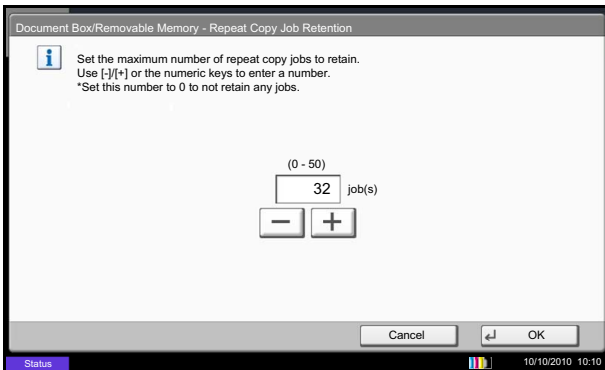 Document Box/Removable Memory - Repeat Copy Job Retention
Set the maximum number of repeat copy jobs to retain.
Use [-]/[+] or the numeric keys to enter a number.
*Set this number to 0 to not retain any jobs.
(0 - 50)
32 job(s)
− +
Cancel OK
Status 10/10/2010 10:10